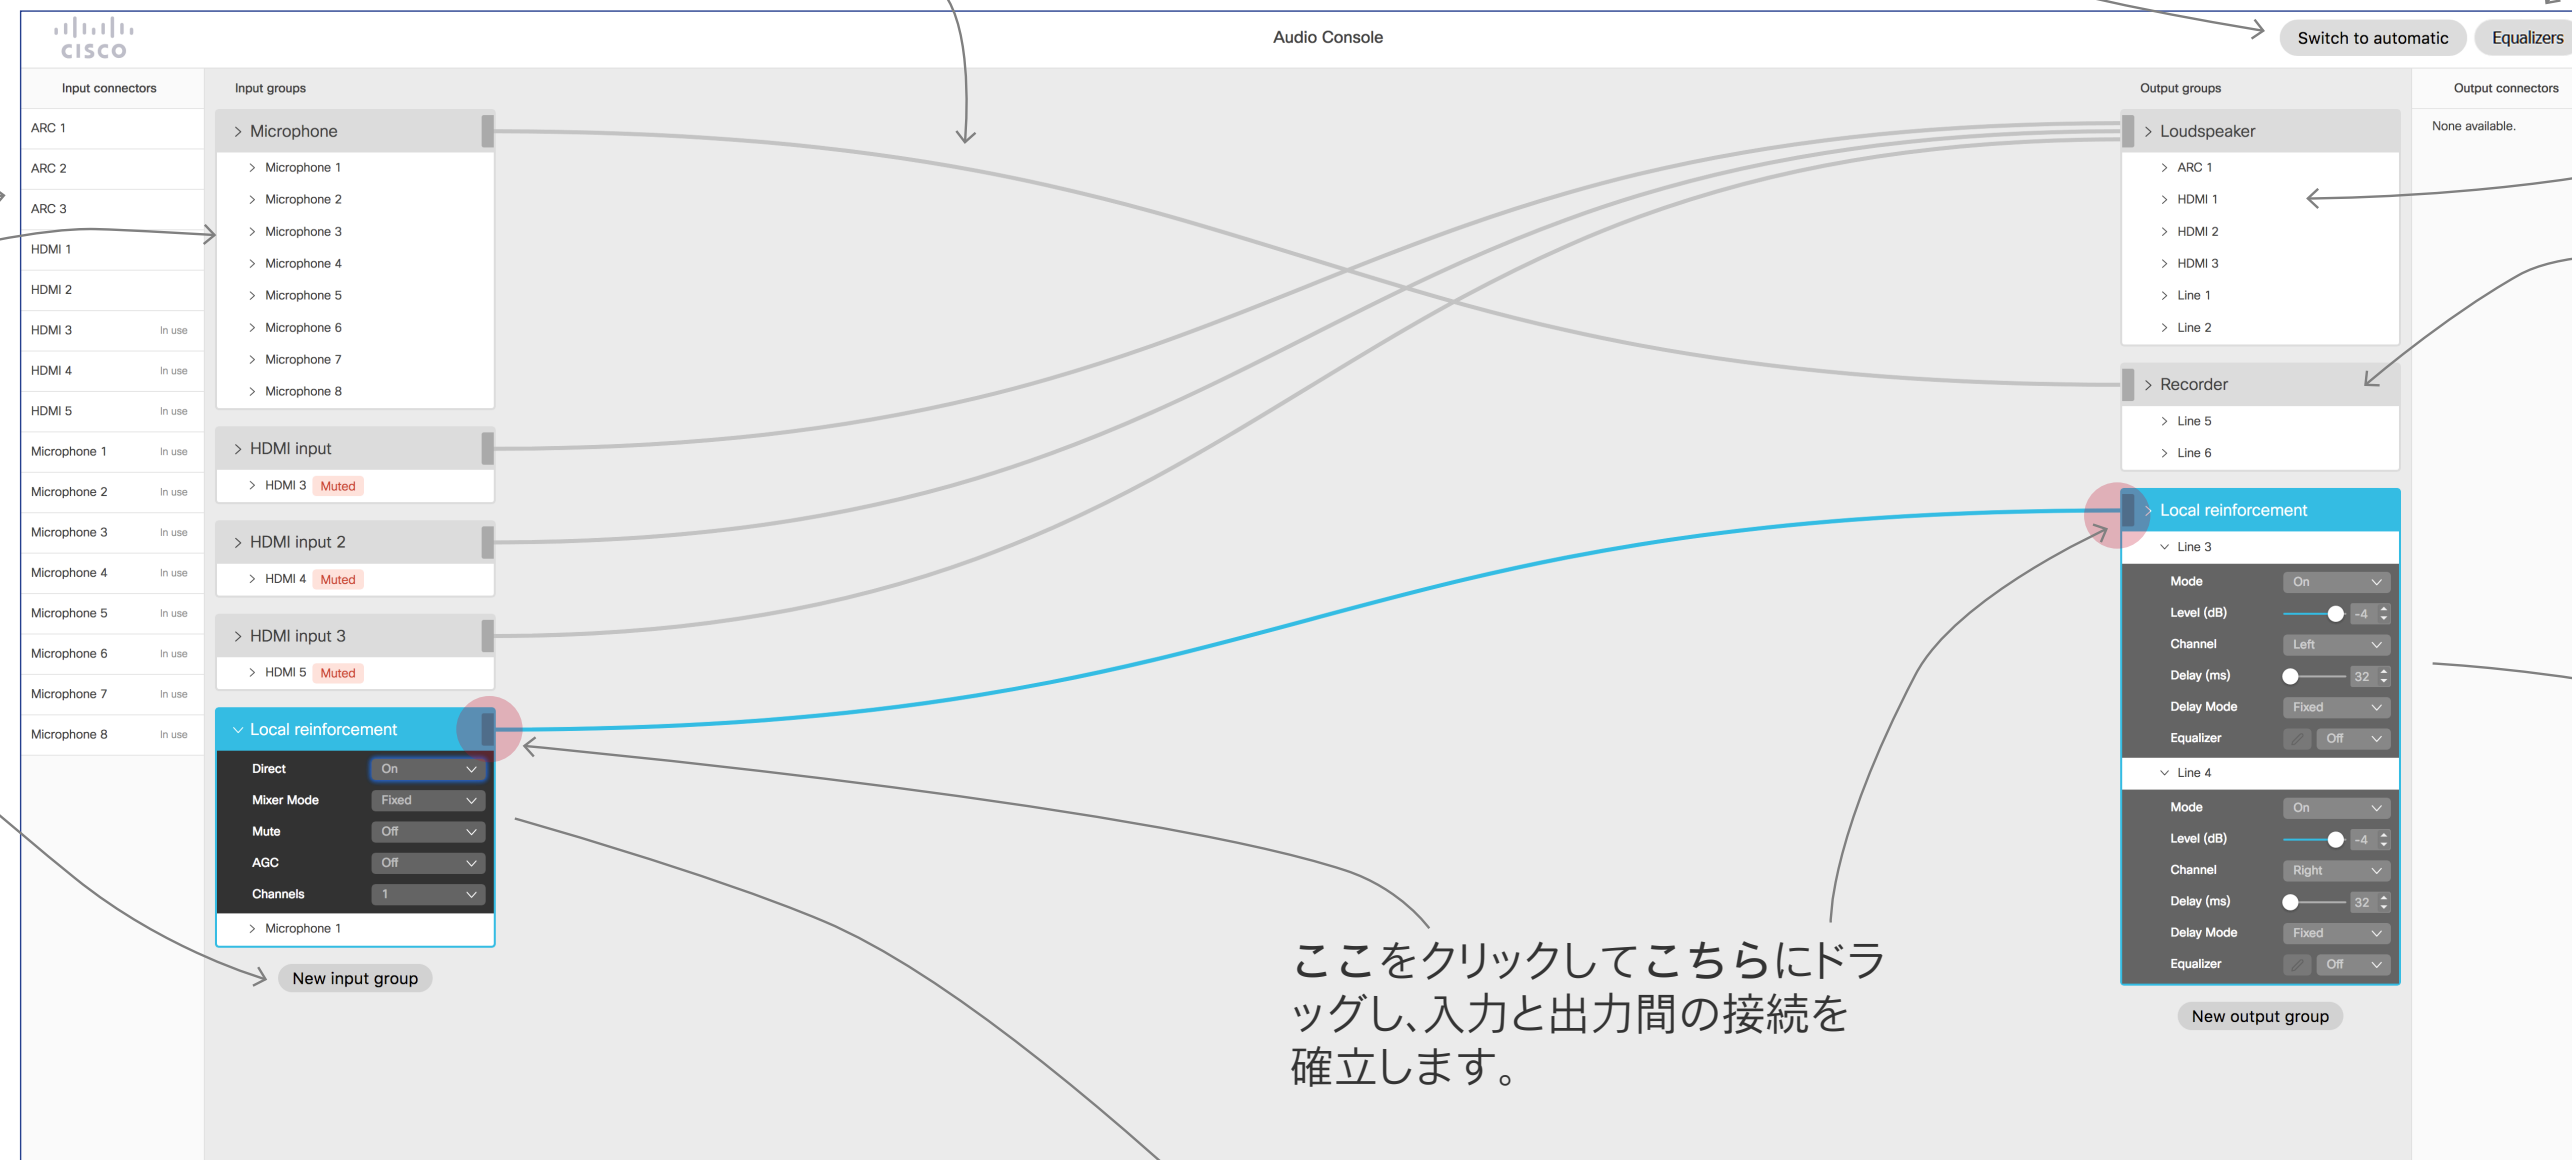 CISCO
Audio Console
Switch to automatic
Equalizers
Input connectors
ARC 1
ARC 2
ARC 3
HDMI 1
HDMI 2
HDMI 3 In use
HDMI 4 In use
HDMI 5 In use
Microphone 1 In use
Microphone 2 In use
Microphone 3 In use
Microphone 4 In use
Microphone 5 In use
Microphone 6 In use
Microphone 7 In use
Microphone 8 In use
Input groups
Microphone
Microphone 1
Microphone 2
Microphone 3
Microphone 4
Microphone 5
Microphone 6
Microphone 7
Microphone 8
HDMI input
HDMI 3 Muted
HDMI input 2
HDMI 4 Muted
HDMI input 3
HDMI 5 Muted
Local reinforcement
Direct On
Mixer Mode Fixed
Mute Off
AGC Off
Channels 1
Microphone 1
New input group
ここをクリックしてこちらにドラ
ッグし、入力と出力間の接続を
確立します。
Output groups
Loudspeaker
ARC 1
HDMI 1
HDMI 2
HDMI 3
Line 1
Line 2
Recorder
Line 5
Line 6
Local reinforcement
Line 3
Mode On
Level (dB) -4
Channel Left
Delay (ms) 32
Delay Mode Fixed
Equalizer Off
Line 4
Mode On
Level (dB) -4
Channel Right
Delay (ms) 32
Delay Mode Fixed
Equalizer Off
New output group
Output connectors
None available.